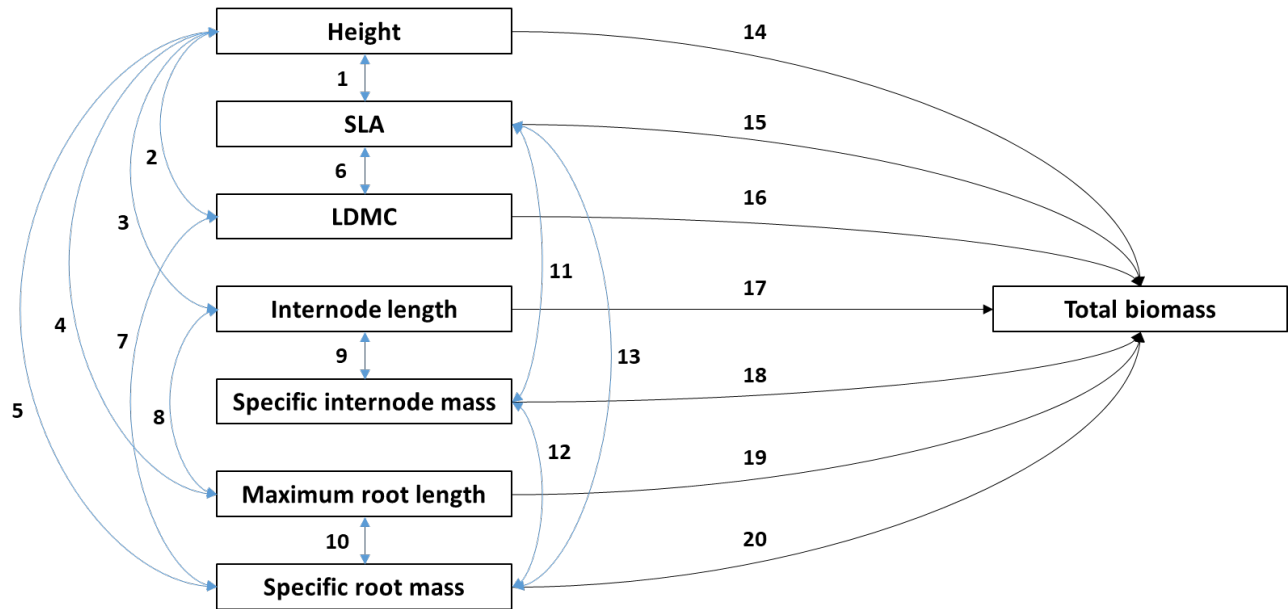 Height
14
1
SLA
15
2
6
16
LDMC
3
11
Internode length
17
Total biomass
4
7
9
13
5
8
Specific internode mass
18
12
Maximum root length
19
10
20
Specific root mass